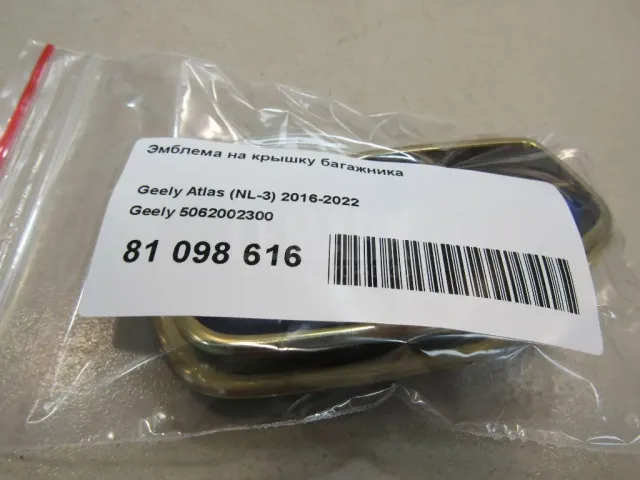 Эмблема на крышку багажника
Geely Atlas (NL-3) 2016-2022
Geely 5062002300
81 098 616